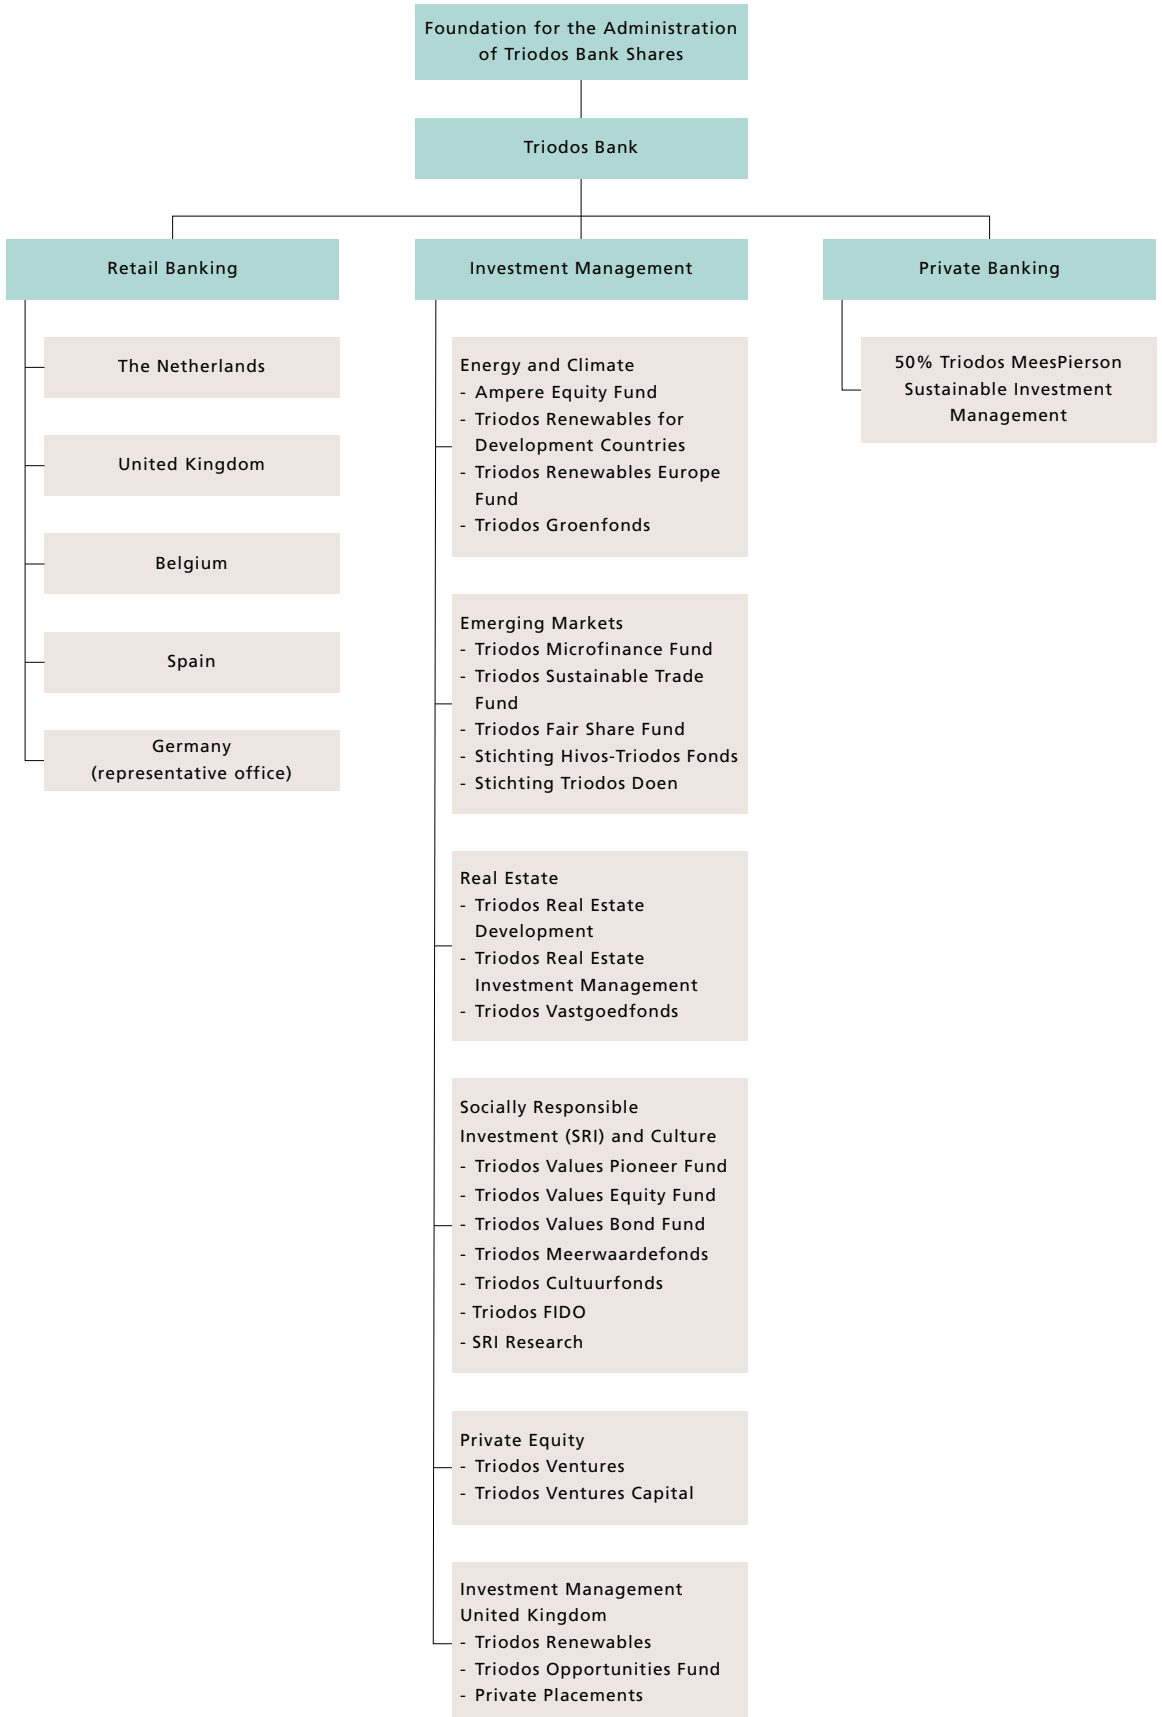 Foundation for the Administration
of Triodos Bank Shares
Triodos Bank
Retail Banking
The Netherlands
United Kingdom
Belgium
Spain
Germany
(representative office)
Investment Management
Energy and Climate
- Ampere Equity Fund
- Triodos Renewables for
Development Countries
- Triodos Renewables Europe
Fund
- Triodos Groenfonds
Emerging Markets
- Triodos Microfinance Fund
- Triodos Sustainable Trade
Fund
- Triodos Fair Share Fund
- Stichting Hivos-Triodos Fonds
- Stichting Triodos Doen
Real Estate
- Triodos Real Estate
Development
- Triodos Real Estate
Investment Management
- Triodos Vastgoedfonds
Socially Responsible
Investment (SRI) and Culture
- Triodos Values Pioneer Fund
- Triodos Values Equity Fund
- Triodos Values Bond Fund
- Triodos Meerwaardefonds
- Triodos Cultuurfonds
- Triodos FIDO
- SRI Research
Private Equity
- Triodos Ventures
- Triodos Ventures Capital
Investment Management
United Kingdom
- Triodos Renewables
- Triodos Opportunities Fund
- Private Placements
Private Banking
50% Triodos MeesPierson
Sustainable Investment
Management